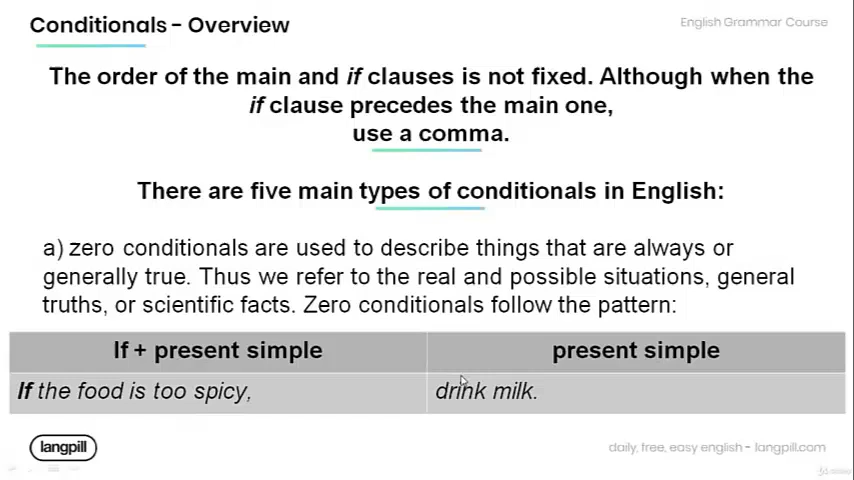 Conditionals - Overview
English Grammar Course
The order of the main and if clauses is not fixed. Although when the
if clause precedes the main one,
use a comma.
There are five main types of conditionals in English:
a) zero conditionals are used to describe things that are always or
generally true. Thus we refer to the real and possible situations, general
truths, or scientific facts. Zero conditionals follow the pattern:
If + present simple
present simple
If the food is too spicy,
drink milk.
langpill
daily, free, easy english - langpill.com